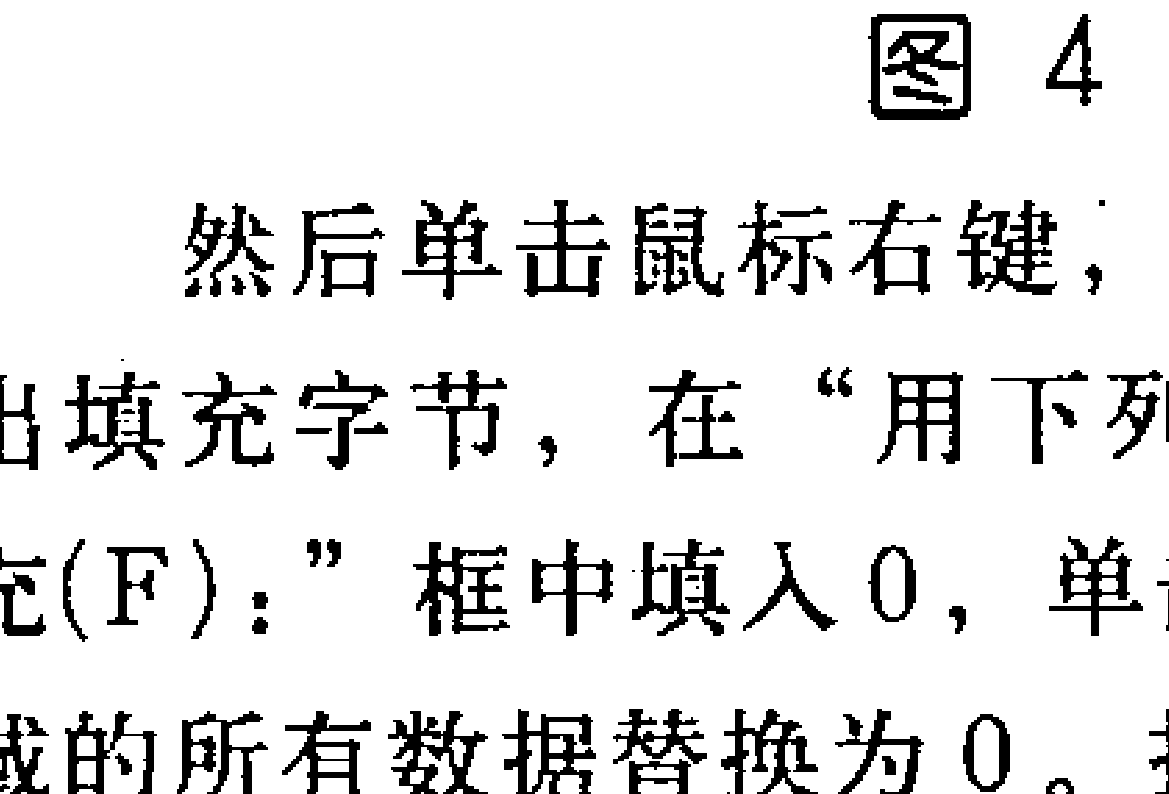 图 4
然后单击鼠标右键，
出填充字节，在“用下列
充(F)：”框中填入0，单击
域的所有数据替换为0。